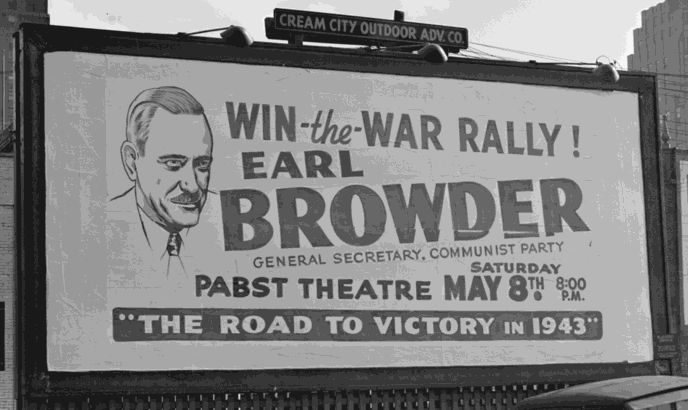 CREAM CITY OUTDOOR ADV. CO.
WIN-the-WAR RALLY!
EARL
BROWDER
GENERAL SECRETARY, COMMUNIST PARTY
SATURDAY
PABST THEATRE MAY 8TH. 8:00 P.M.
"THE ROAD TO VICTORY IN 1943"